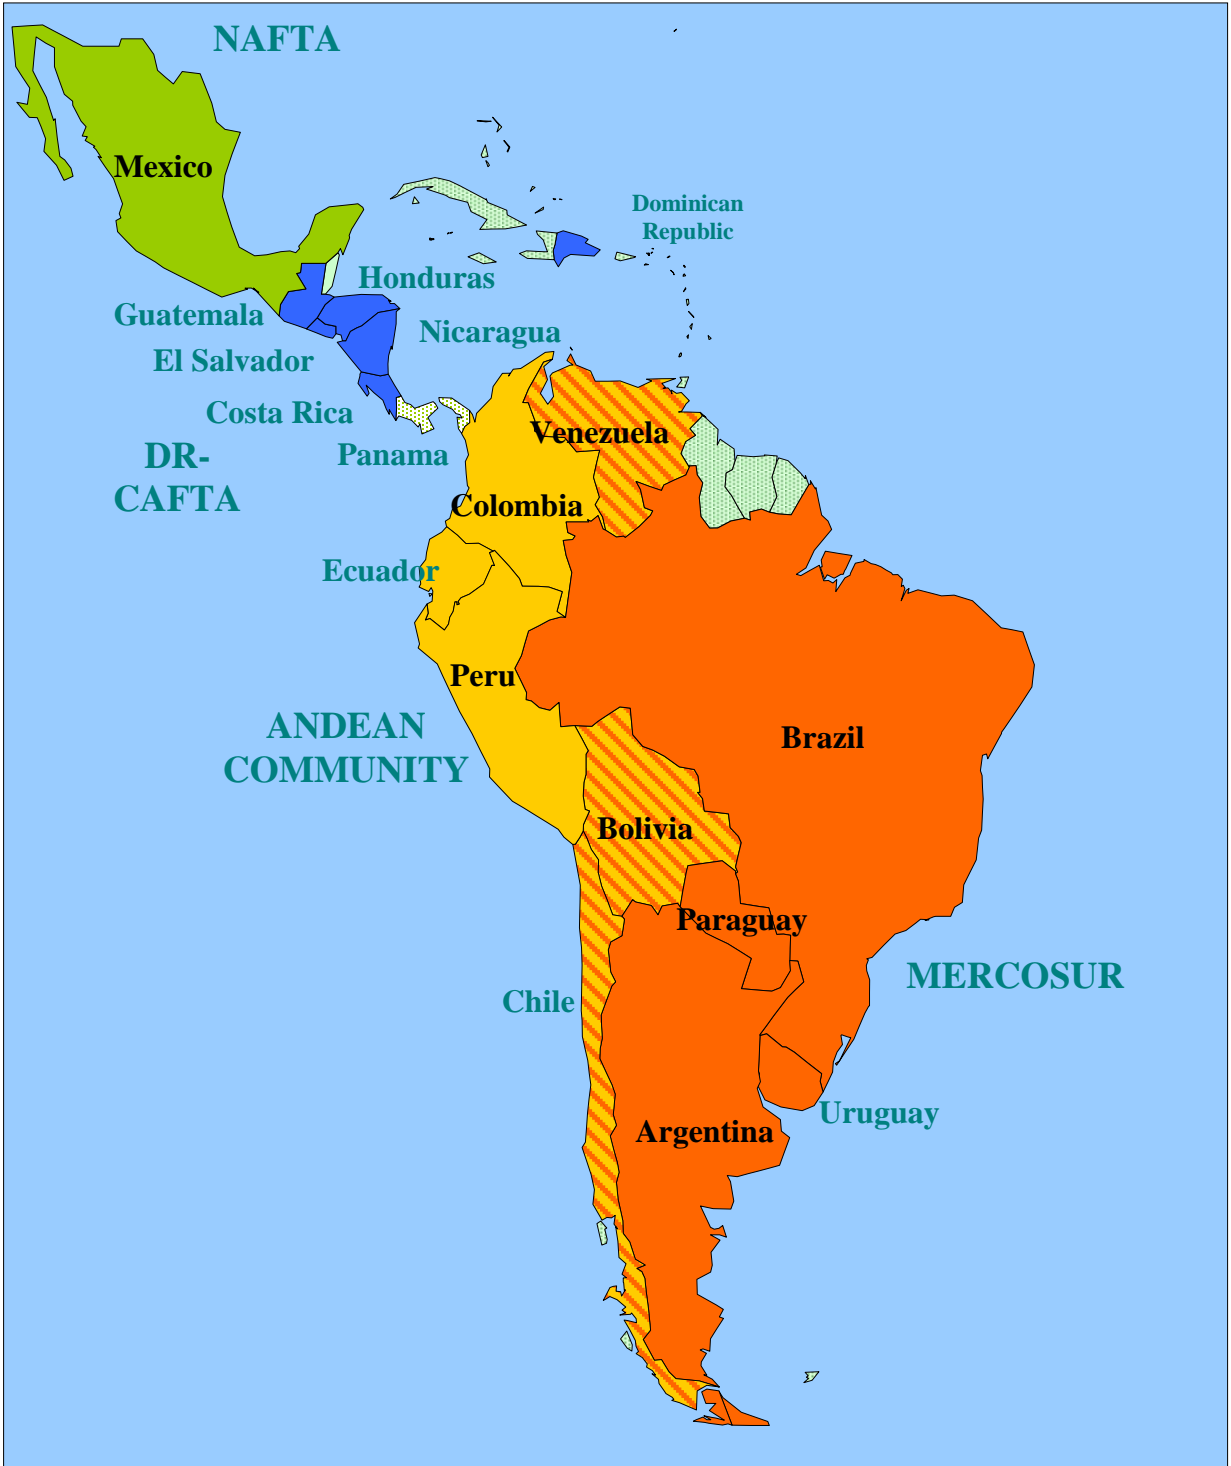 NAFTA
Mexico
Dominican
Republic
Honduras
Guatemala
Nicaragua
El Salvador
Costa Rica
Venezuela
Panama
DR-
CAFTA
Colombia
Ecuador
Peru
ANDEAN
COMMUNITY
Brazil
Bolivia
Paraguay
MERCOSUR
Chile
Uruguay
Argentina